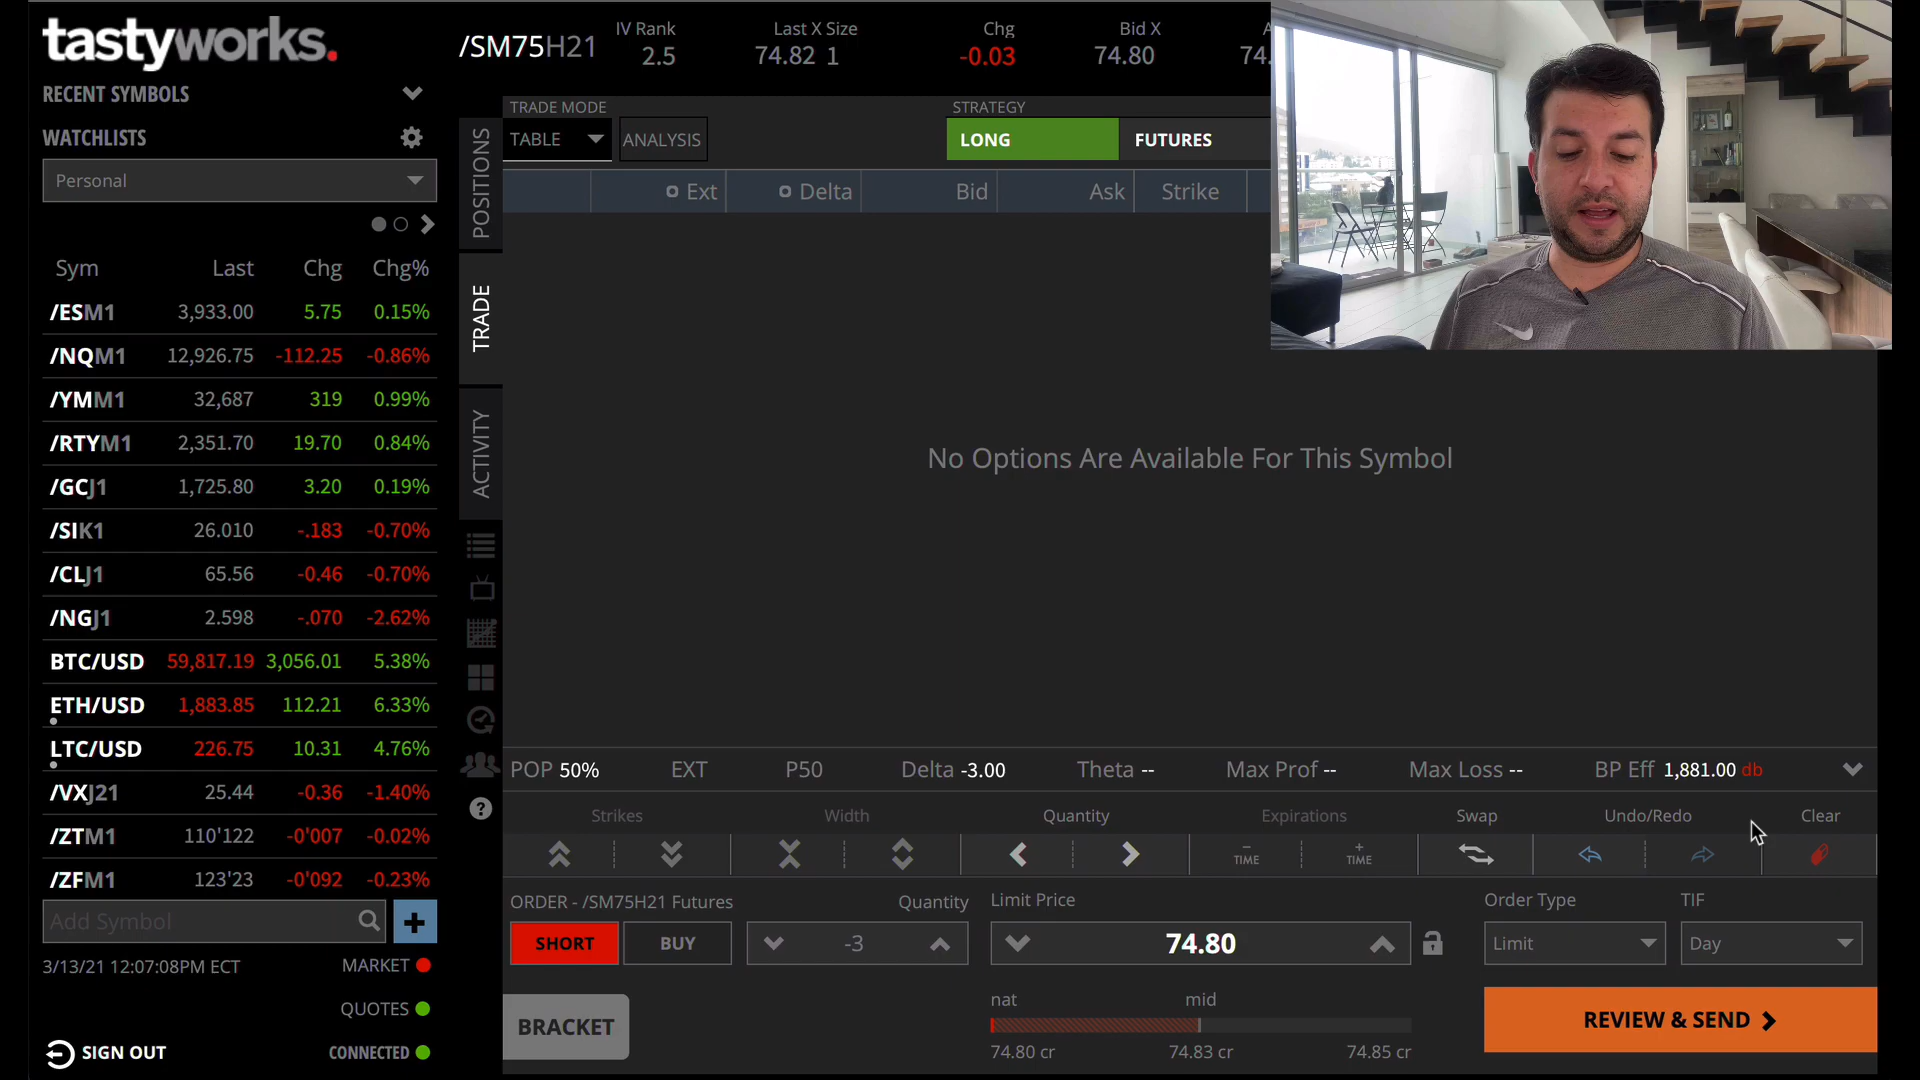 tastyworks.
RECENT SYMBOLS
WATCHLISTS
Personal
Sym Last Chg Chg%
/ESM1 3,933.00 5.75 0.15%
/NQM1 12,926.75 -112.25 -0.86%
/YMM1 32,687 319 0.99%
/RTYM1 2,351.70 19.70 0.84%
/GCJ1 1,725.80 3.20 0.19%
/SIK1 26.010 -.183 -0.70%
/CLJ1 65.56 -0.46 -0.70%
/NGJ1 2.598 -.070 -2.62%
BTC/USD 59,817.19 3,056.01 5.38%
ETH/USD 1,883.85 112.21 6.33%
LTC/USD 226.75 10.31 4.76%
/VXJ21 25.44 -0.36 -1.40%
/ZTM1 110'122 -0'007 -0.02%
/ZFM1 123'23 -0'092 -0.23%
Add Symbol
3/13/21 12:07:08PM ECT MARKET
QUOTES
SIGN OUT CONNECTED
POSITIONS
TRADE
ACTIVITY
/SM75H21
IV Rank Last X Size Chg Bid X A
2.5 74.82 1 -0.03 74.80 74.
TRADE MODE STRATEGY
TABLE ANALYSIS LONG FUTURES
Ext Delta Bid Ask Strike
No Options Are Available For This Symbol
POP 50% EXT P50 Delta -3.00 Theta -- Max Prof -- Max Loss -- BP Eff 1,881.00 db
Strikes Width Quantity Expirations Swap Undo/Redo Clear
- TIME + TIME
ORDER - /SM75H21 Futures Quantity Limit Price Order Type TIF
SHORT BUY -3 74.80 Limit Day
BRACKET
nat mid
74.80 cr 74.83 cr 74.85 cr
REVIEW & SEND